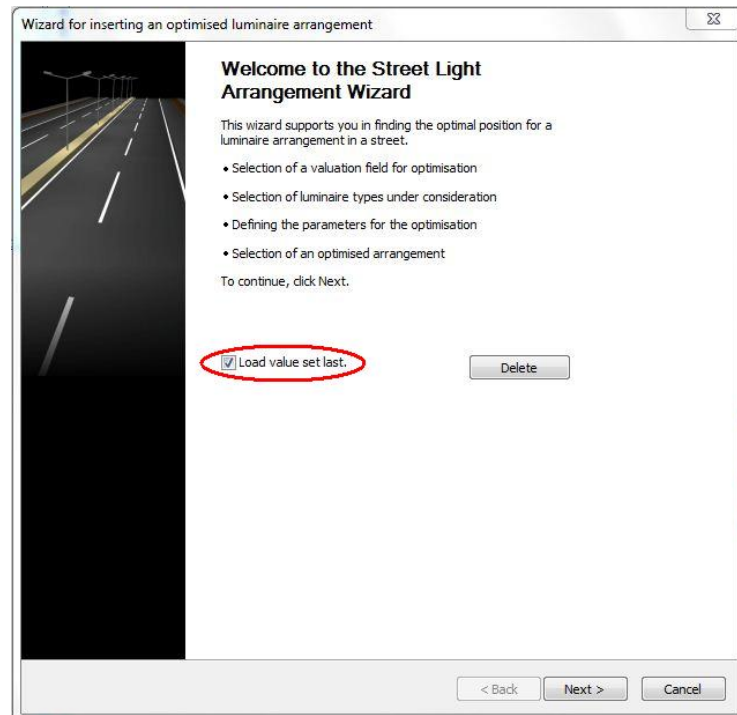 Wizard for inserting an optimised luminaire arrangement
Welcome to the Street Light
Arrangement Wizard
This wizard supports you in finding the optimal position for a
luminaire arrangement in a street.
• Selection of a valuation field for optimisation
• Selection of luminaire types under consideration
• Defining the parameters for the optimisation
• Selection of an optimised arrangement
To continue, click Next.
Load value set last.
Delete
< Back
Next >
Cancel